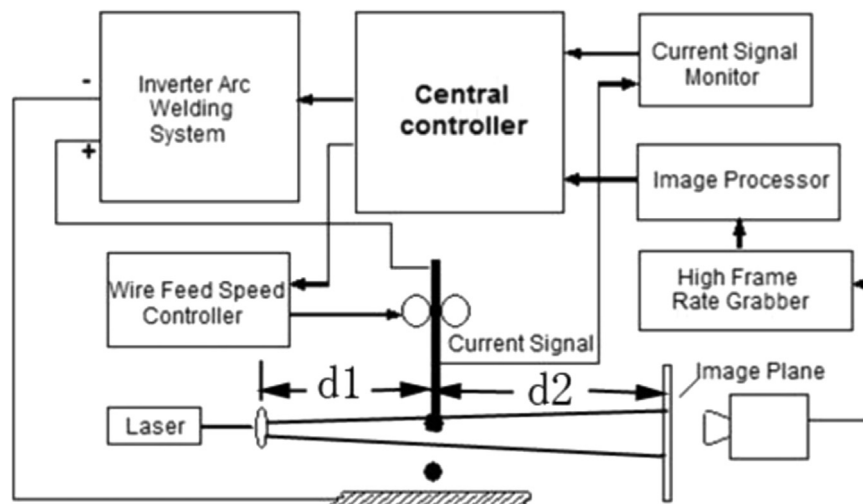 -
Inverter Arc
Welding
System
+
Central
controller
Current Signal
Monitor
Image Processor
High Frame
Rate Grabber
Wire Feed Speed
Controller
Current Signal
d1
d2
Image Plane
Laser